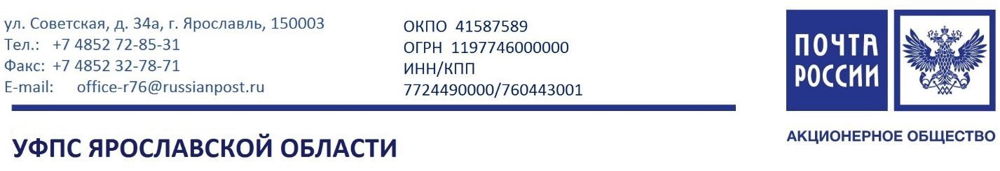 ул. Советская, д. 34а, г. Ярославль, 150003
Тел.: +7 4852 72-85-31
Факс: +7 4852 32-78-71
E-mail: office-r76@russianpost.ru
ОКПО 41587589
ОГРН 1197746000000
ИНН/КПП
7724490000/760443001
ПОЧТА
РОССИИ
АКЦИОНЕРНОЕ ОБЩЕСТВО
УФПС ЯРОСЛАВСКОЙ ОБЛАСТИ